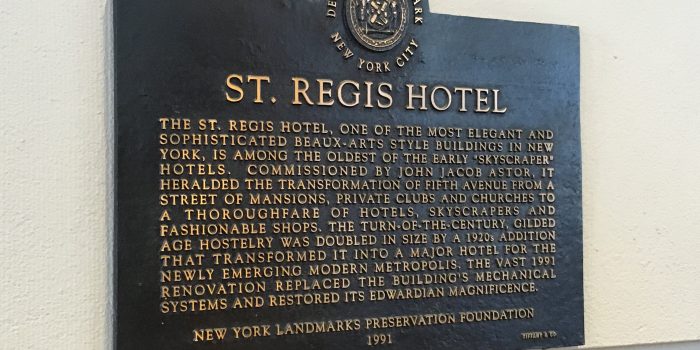 NEW YORK CITY
ST. REGIS HOTEL
THE ST. REGIS HOTEL, ONE OF THE MOST ELEGANT AND
SOPHISTICATED BEAUX-ARTS STYLE BUILDINGS IN NEW
YORK, IS AMONG THE OLDEST OF THE EARLY "SKYSCRAPER"
HOTELS. COMMISSIONED BY JOHN JACOB ASTOR, IT
HERALDED THE TRANSFORMATION OF FIFTH AVENUE FROM A
STREET OF MANSIONS, PRIVATE CLUBS AND CHURCHES TO
A THOROUGHFARE OF HOTELS, SKYSCRAPERS AND
FASHIONABLE SHOPS. THE TURN-OF-THE-CENTURY, GILDED
AGE HOSTELRY WAS DOUBLED IN SIZE BY A 1920s ADDITION
THAT TRANSFORMED IT INTO A MAJOR HOTEL FOR THE
NEWLY EMERGING MODERN METROPOLIS. THE VAST 1991
RENOVATION REPLACED THE BUILDING'S MECHANICAL
SYSTEMS AND RESTORED ITS EDWARDIAN MAGNIFICENCE.
NEW YORK LANDMARKS PRESERVATION FOUNDATION
1991
TIFFANY & CO